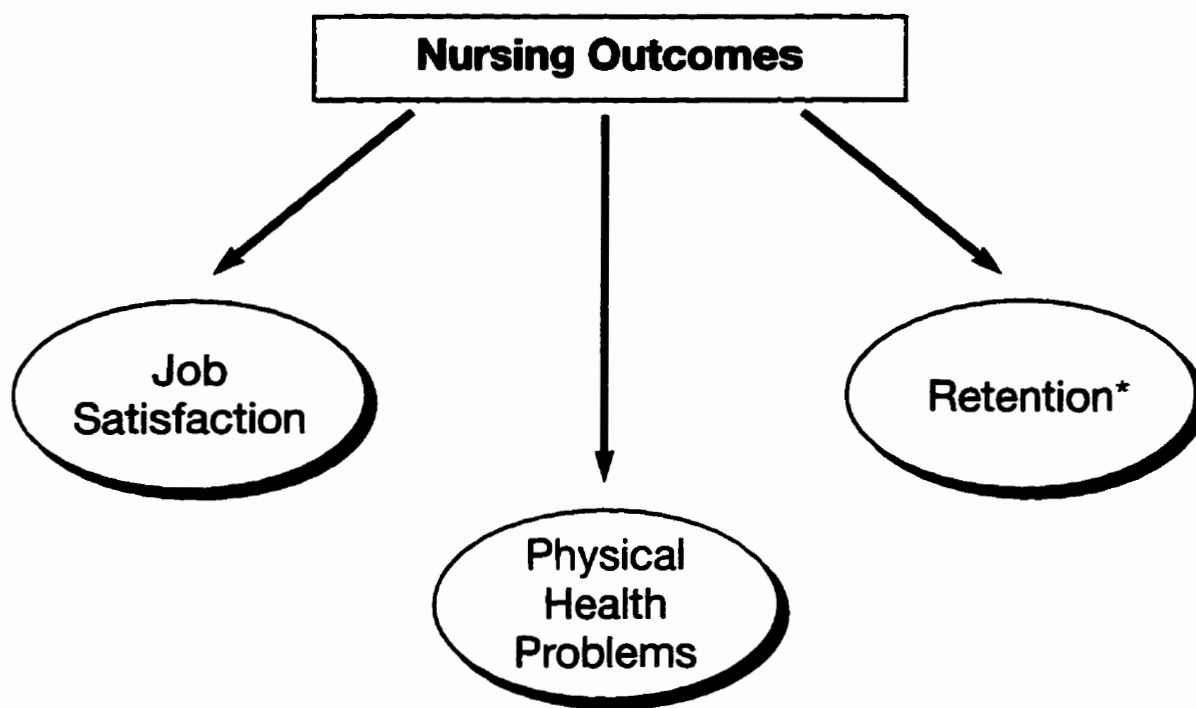 Nursing Outcomes
Job
Satisfaction
Retention*
Physical
Health
Problems